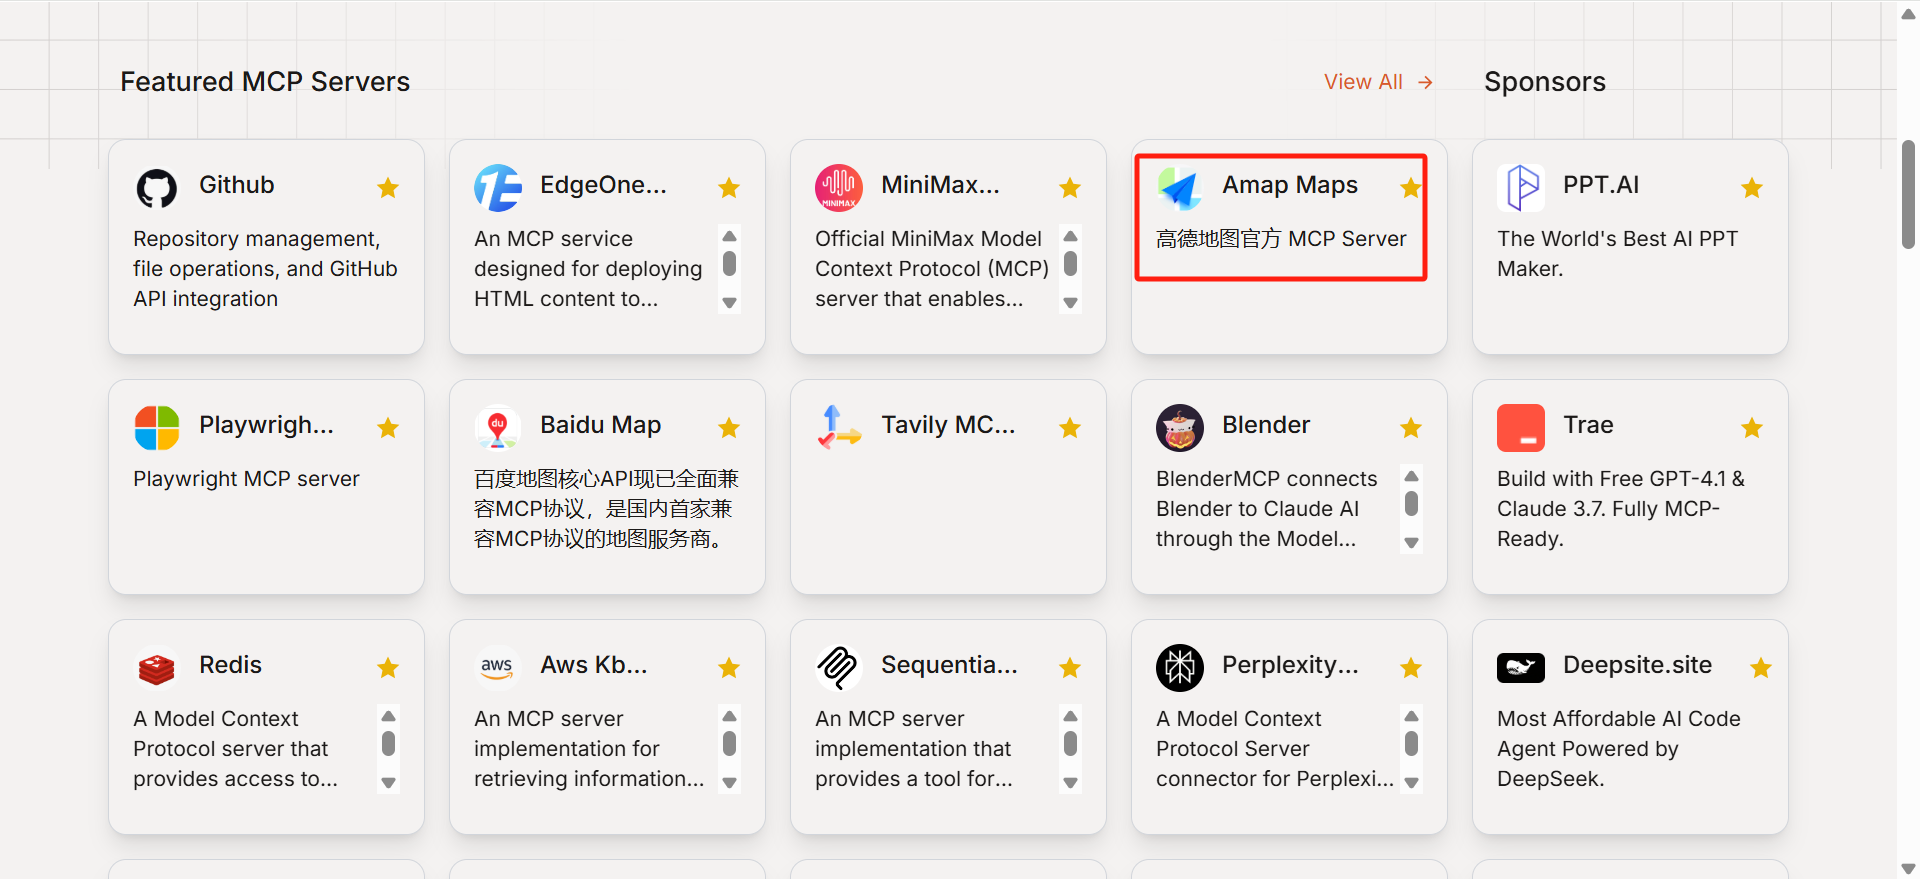 Featured MCP Servers
View All →
Sponsors
Github
Repository management,
file operations, and GitHub
API integration
EdgeOne...
An MCP service
designed for deploying
HTML content to...
MINIMAX
MiniMax...
Official MiniMax Model
Context Protocol (MCP)
server that enables...
Amap Maps
高德地图官方 MCP Server
PPT.AI
The World's Best AI PPT
Maker.
Playwrigh...
Playwright MCP server
du
Baidu Map
百度地图核心API现已全面兼
容MCP协议，是国内首家兼
容MCP协议的地图服务商。
Tavily MC...
Blender
BlenderMCP connects
Blender to Claude AI
through the Model...
Trae
Build with Free GPT-4.1 &
Claude 3.7. Fully MCP-
Ready.
Redis
A Model Context
Protocol server that
provides access to...
aws
Aws Kb...
An MCP server
implementation for
retrieving information...
Sequentia...
An MCP server
implementation that
provides a tool for...
Perplexity...
A Model Context
Protocol Server
connector for Perplexi...
Deepsite.site
Most Affordable AI Code
Agent Powered by
DeepSeek.